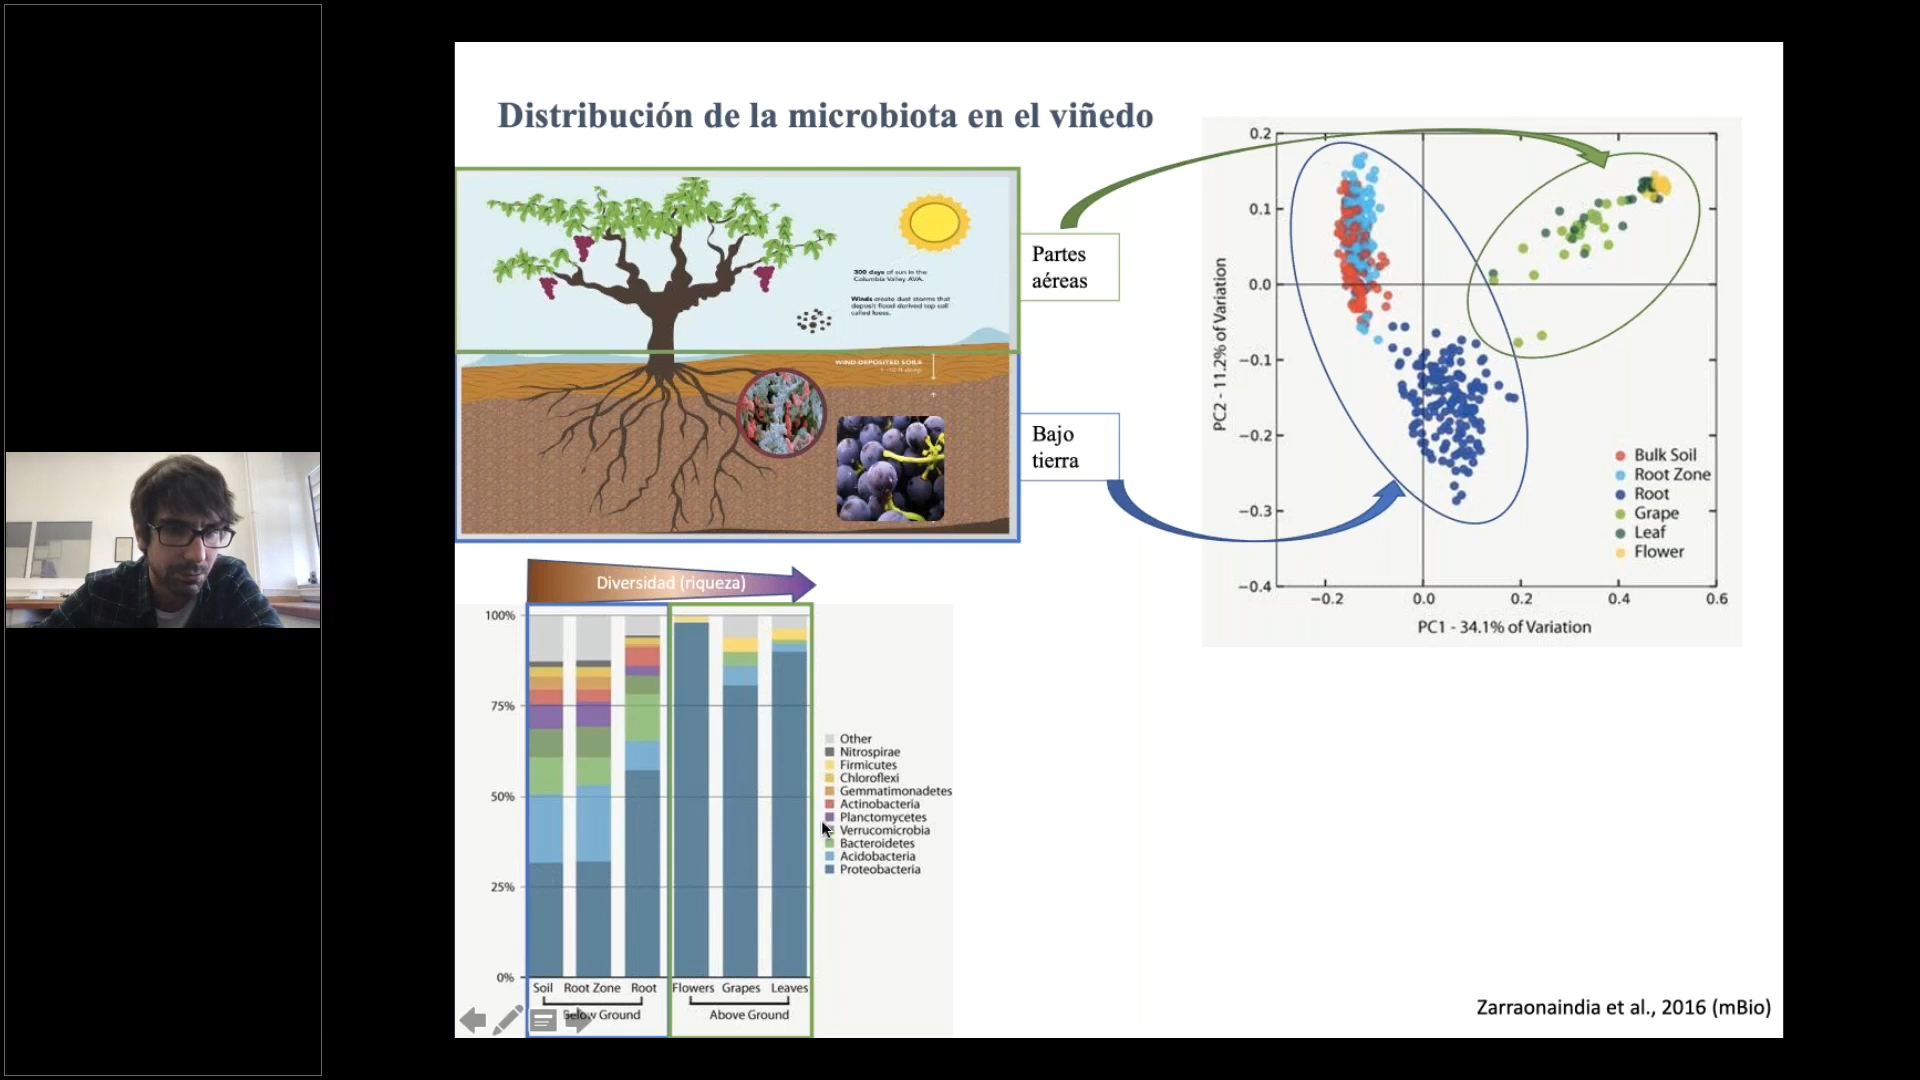 Distribución de la microbiota en el viñedo
300 days of sun in the
Columbia Valley AVA.
Winds create dust storms that
deposit flood-derived top soil
called loess.
WIND-DEPOSITED SOILS
Partes
aéreas
Bajo
tierra
Diversidad (riqueza)
100%
75%
50%
25%
0%
Soil
Root Zone
Root
Flowers
Grapes
Leaves
Below Ground
Above Ground
Other
Nitrospirae
Firmicutes
Chloroflexi
Gemmatimonadetes
Actinobacteria
Planctomycetes
Verrucomicrobia
Bacteroidetes
Acidobacteria
Proteobacteria
PC2 - 11.2% of Variation
0.2
0.1
0.0
−0.1
−0.2
−0.3
−0.4
−0.2
0.0
0.2
0.4
0.6
PC1 - 34.1% of Variation
Bulk Soil
Root Zone
Root
Grape
Leaf
Flower
Zarraonaindia et al., 2016 (mBio)